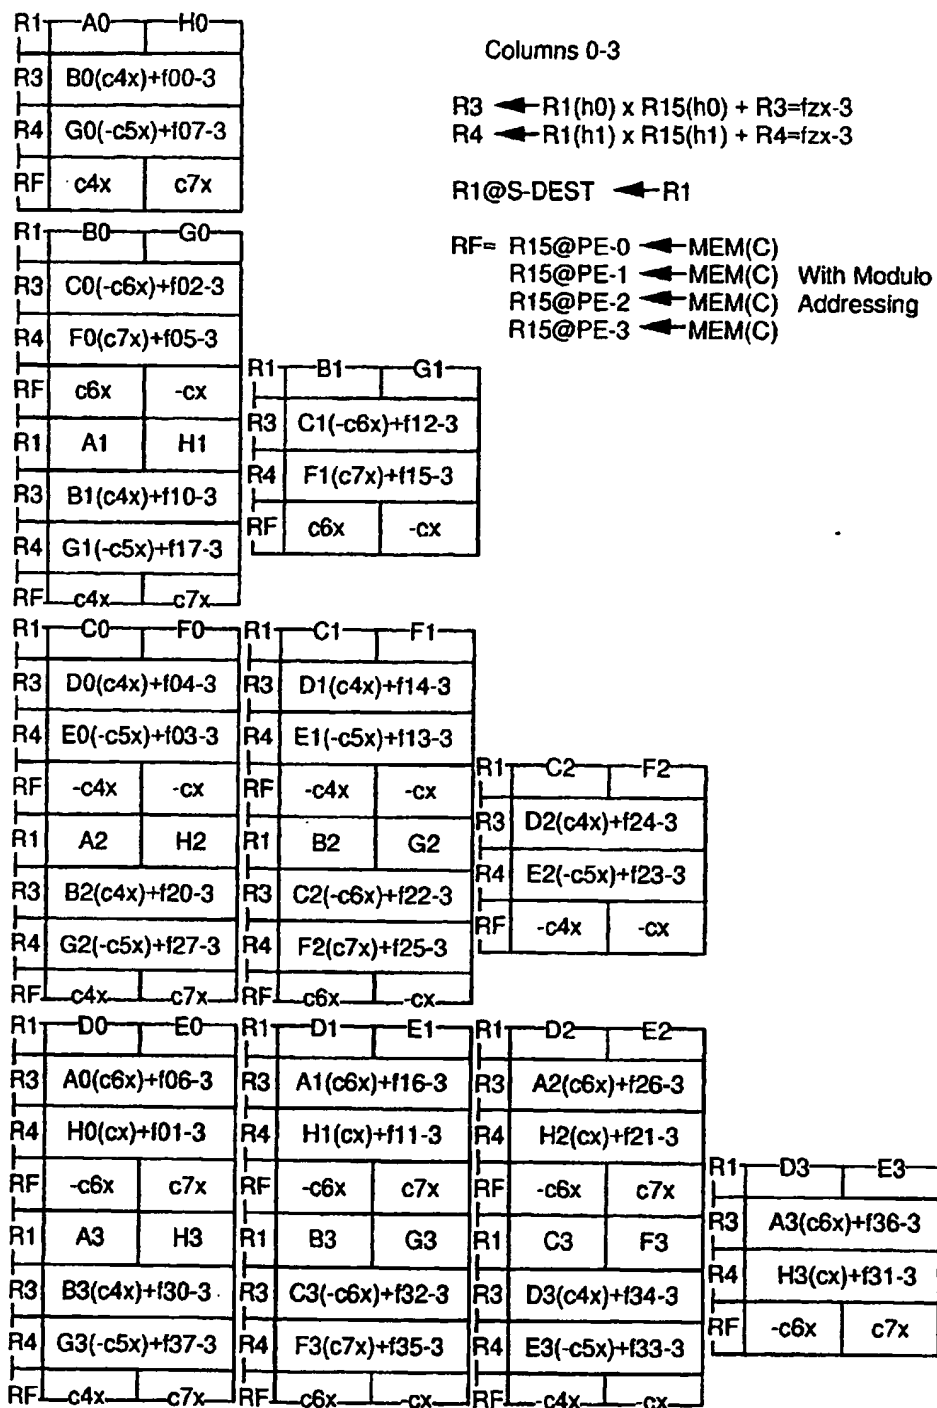 R1 A0 H0
R3 B0(c4x)+f00-3
R4 G0(-c5x)+f07-3
RF c4x c7x
Columns 0-3
R3 ← R1(h0) x R15(h0) + R3=fzx-3
R4 ← R1(h1) x R15(h1) + R4=fzx-3
R1@S-DEST ← R1
RF= R15@PE-0 ← MEM(C)
R15@PE-1 ← MEM(C) With Modulo
R15@PE-2 ← MEM(C) Addressing
R15@PE-3 ← MEM(C)
R1 B0 G0
R3 C0(-c6x)+f02-3
R4 F0(c7x)+f05-3
RF c6x -cx
R1 A1 H1
R3 B1(c4x)+f10-3
R4 G1(-c5x)+f17-3
RF c4x c7x
R1 B1 G1
R3 C1(-c6x)+f12-3
R4 F1(c7x)+f15-3
RF c6x -cx
R1 C0 F0
R3 D0(c4x)+f04-3
R4 E0(-c5x)+f03-3
RF -c4x -cx
R1 A2 H2
R3 B2(c4x)+f20-3
R4 G2(-c5x)+f27-3
RF c4x c7x
R1 C1 F1
R3 D1(c4x)+f14-3
R4 E1(-c5x)+f13-3
RF -c4x -cx
R1 B2 G2
R3 C2(-c6x)+f22-3
R4 F2(c7x)+f25-3
RF c6x -cx
R1 C2 F2
R3 D2(c4x)+f24-3
R4 E2(-c5x)+f23-3
RF -c4x -cx
R1 D0 E0
R3 A0(c6x)+f06-3
R4 H0(cx)+f01-3
RF -c6x c7x
R1 A3 H3
R3 B3(c4x)+f30-3
R4 G3(-c5x)+f37-3
RF c4x c7x
R1 D1 E1
R3 A1(c6x)+f16-3
R4 H1(cx)+f11-3
RF -c6x c7x
R1 B3 G3
R3 C3(-c6x)+f32-3
R4 F3(c7x)+f35-3
RF c6x -cx
R1 D2 E2
R3 A2(c6x)+f26-3
R4 H2(cx)+f21-3
RF -c6x c7x
R1 C3 F3
R3 D3(c4x)+f34-3
R4 E3(-c5x)+f33-3
RF -c4x -cx
R1 D3 E3
R3 A3(c6x)+f36-3
R4 H3(cx)+f31-3
RF -c6x c7x